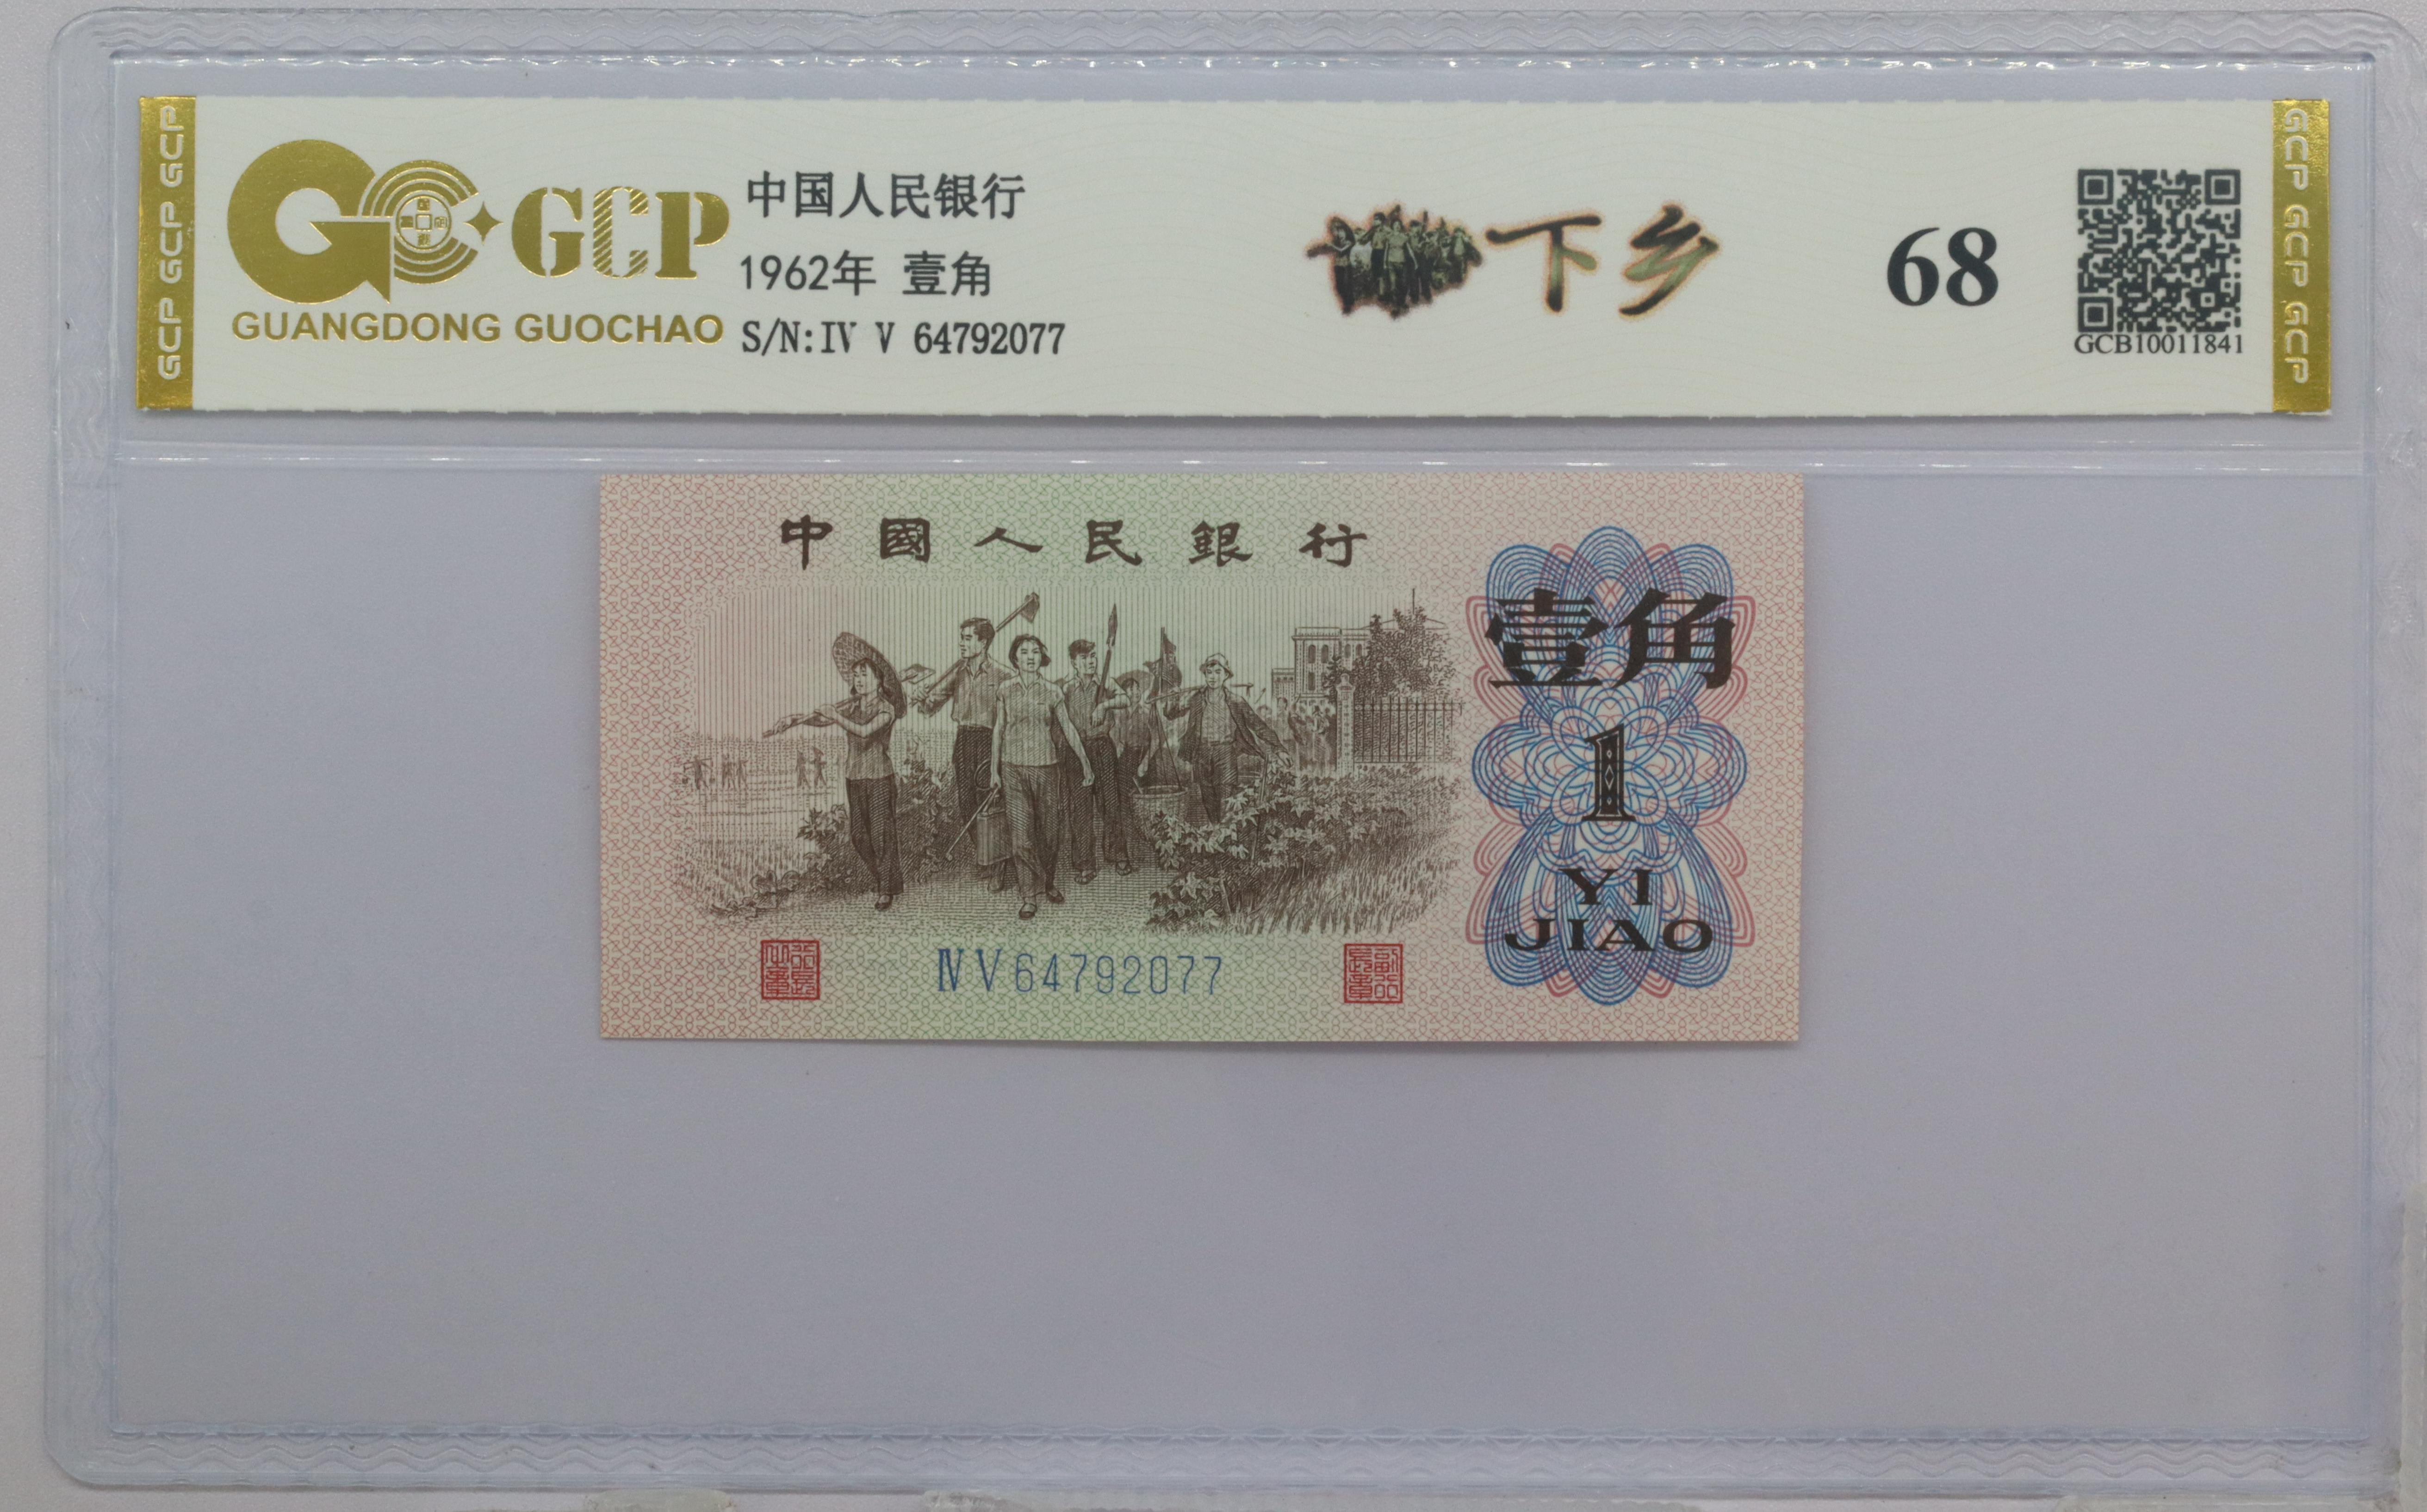 GCP GCP GCP
GCP
GUANGDONG GUOCHAO
中国人民银行
1962年 壹角
S/N:IV V 64792077
下乡
68
GCB10011841
GCP GCP GCP
中國人民銀行
壹角
1
YI
JIAO
ⅣⅤ64792077